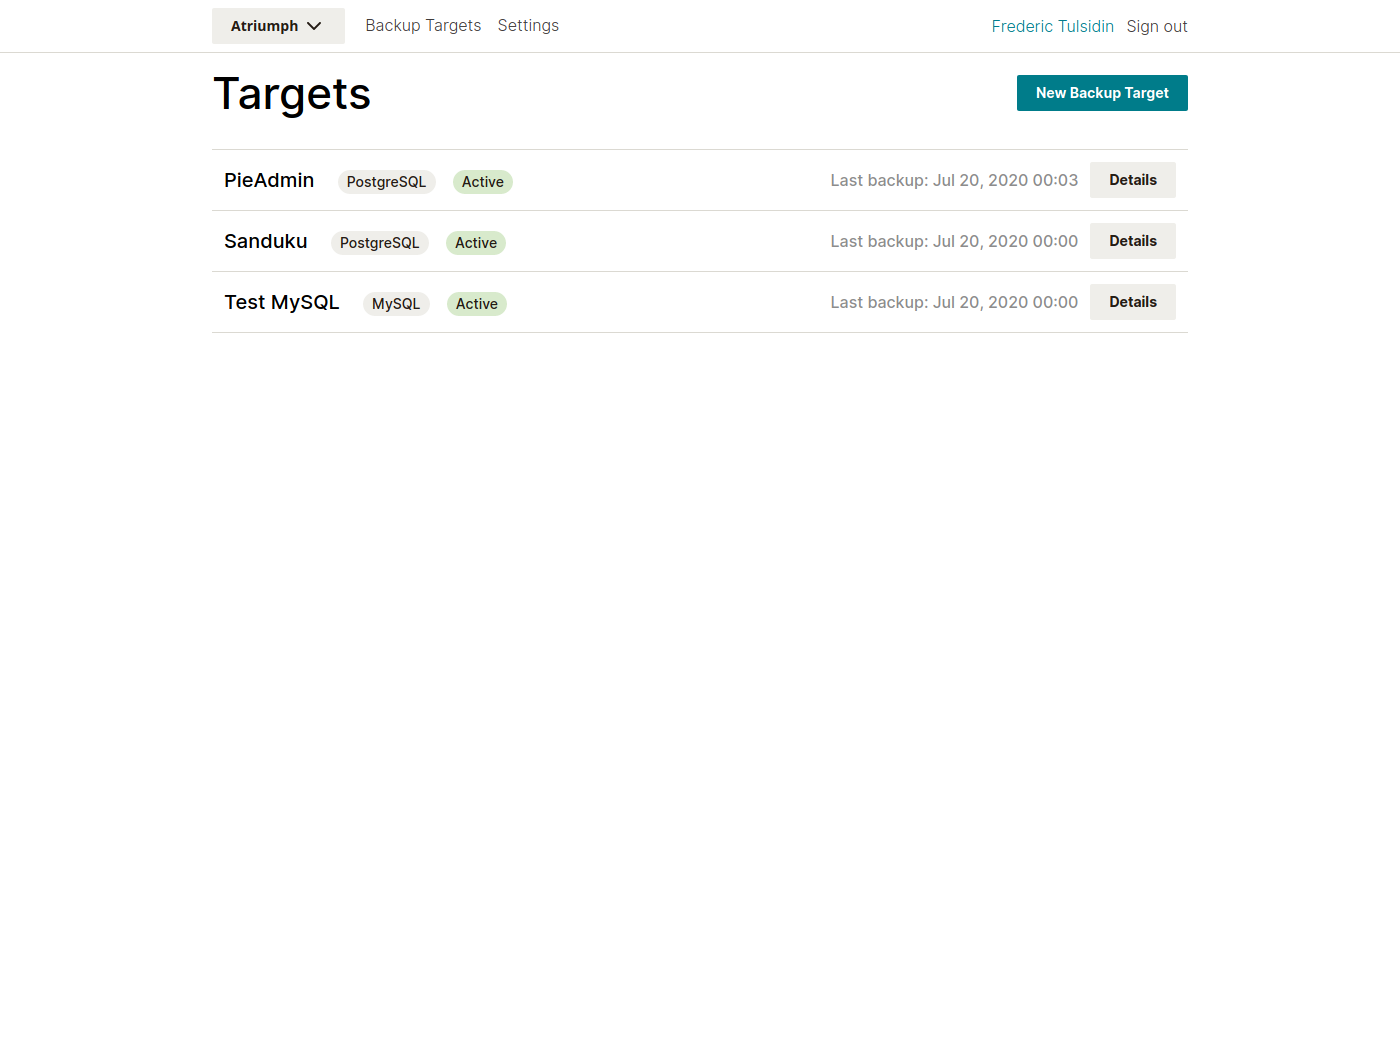 Atriumph Backup Targets Settings Frederic Tulsidin Sign out
Targets New Backup Target
PieAdmin PostgreSQL Active Last backup: Jul 20, 2020 00:03 Details
Sanduku PostgreSQL Active Last backup: Jul 20, 2020 00:00 Details
Test MySQL MySQL Active Last backup: Jul 20, 2020 00:00 Details